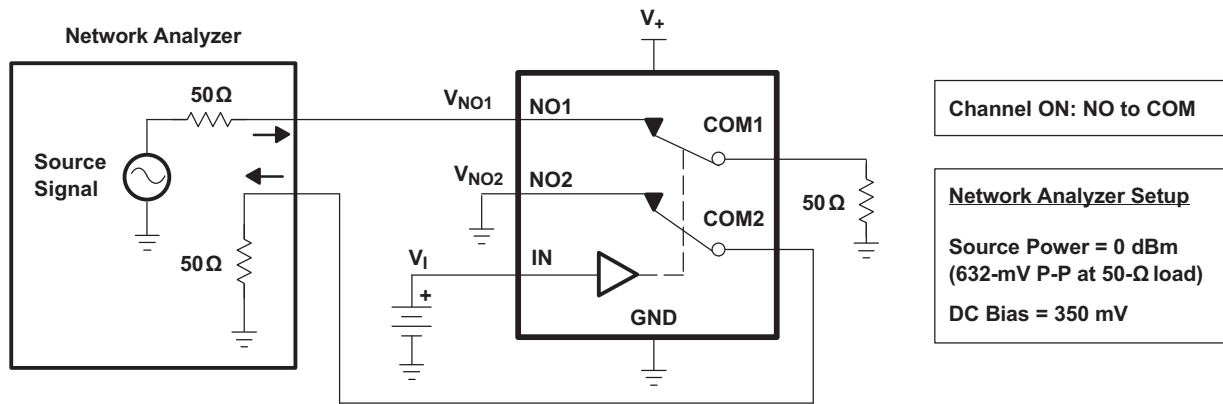 Network Analyzer
50Ω
Source
Signal
50Ω
V+
VNO1
NO1
COM1
VNO2
NO2
COM2
50Ω
VI
IN
+
GND
Channel ON: NO to COM
Network Analyzer Setup
Source Power = 0 dBm
(632-mV P-P at 50-Ω load)
DC Bias = 350 mV